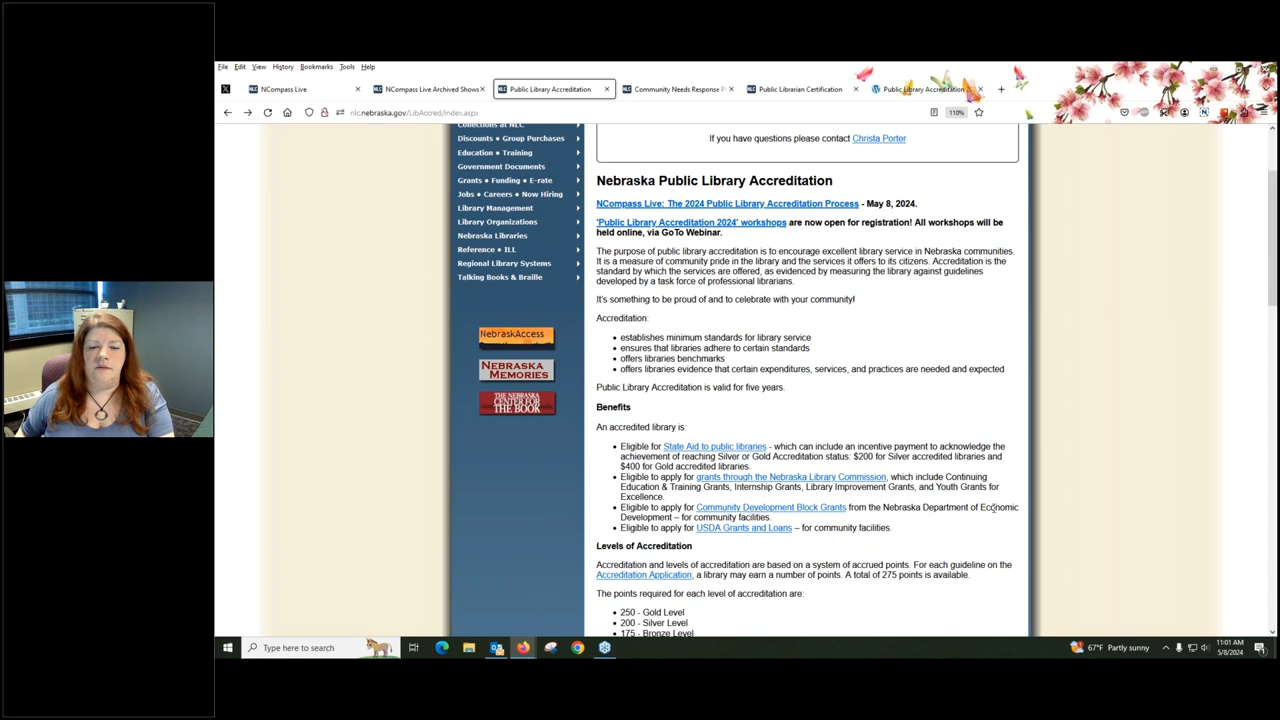 File Edit View History Bookmarks Tools Help
NCompass Live × NCompass Live Archived Shows × Public Library Accreditation × Community Needs Response P × Public Librarian Certification × Public Library Accreditation 20 × +
nlc.nebraska.gov/LibAccred/index.aspx 110%
Collections at NLC
Discounts • Group Purchases
Education • Training
Government Documents
Grants • Funding • E-rate
Jobs • Careers • Now Hiring
Library Management
Library Organizations
Nebraska Libraries
Reference • ILL
Regional Library Systems
Talking Books & Braille
NebraskAccess
NEBRASKA
MEMORIES
THE NEBRASKA
CENTER FOR
THE BOOK
If you have questions please contact Christa Porter
Nebraska Public Library Accreditation
NCompass Live: The 2024 Public Library Accreditation Process - May 8, 2024.
'Public Library Accreditation 2024' workshops are now open for registration! All workshops will be
held online, via GoTo Webinar.
The purpose of public library accreditation is to encourage excellent library service in Nebraska communities.
It is a measure of community pride in the library and the services it offers to its citizens. Accreditation is the
standard by which the services are offered, as evidenced by measuring the library against guidelines
developed by a task force of professional librarians.
It's something to be proud of and to celebrate with your community!
Accreditation:
• establishes minimum standards for library service
• ensures that libraries adhere to certain standards
• offers libraries benchmarks
• offers libraries evidence that certain expenditures, services, and practices are needed and expected
Public Library Accreditation is valid for five years.
Benefits
An accredited library is:
• Eligible for State Aid to public libraries - which can include an incentive payment to acknowledge the
achievement of reaching Silver or Gold Accreditation status: $200 for Silver accredited libraries and
$400 for Gold accredited libraries.
• Eligible to apply for grants through the Nebraska Library Commission, which include Continuing
Education & Training Grants, Internship Grants, Library Improvement Grants, and Youth Grants for
Excellence.
• Eligible to apply for Community Development Block Grants from the Nebraska Department of Economic
Development – for community facilities.
• Eligible to apply for USDA Grants and Loans – for community facilities.
Levels of Accreditation
Accreditation and levels of accreditation are based on a system of accrued points. For each guideline on the
Accreditation Application, a library may earn a number of points. A total of 275 points is available.
The points required for each level of accreditation are:
• 250 - Gold Level
• 200 - Silver Level
• 175 - Bronze Level
Type here to search
67°F Partly sunny
11:01 AM
5/8/2024